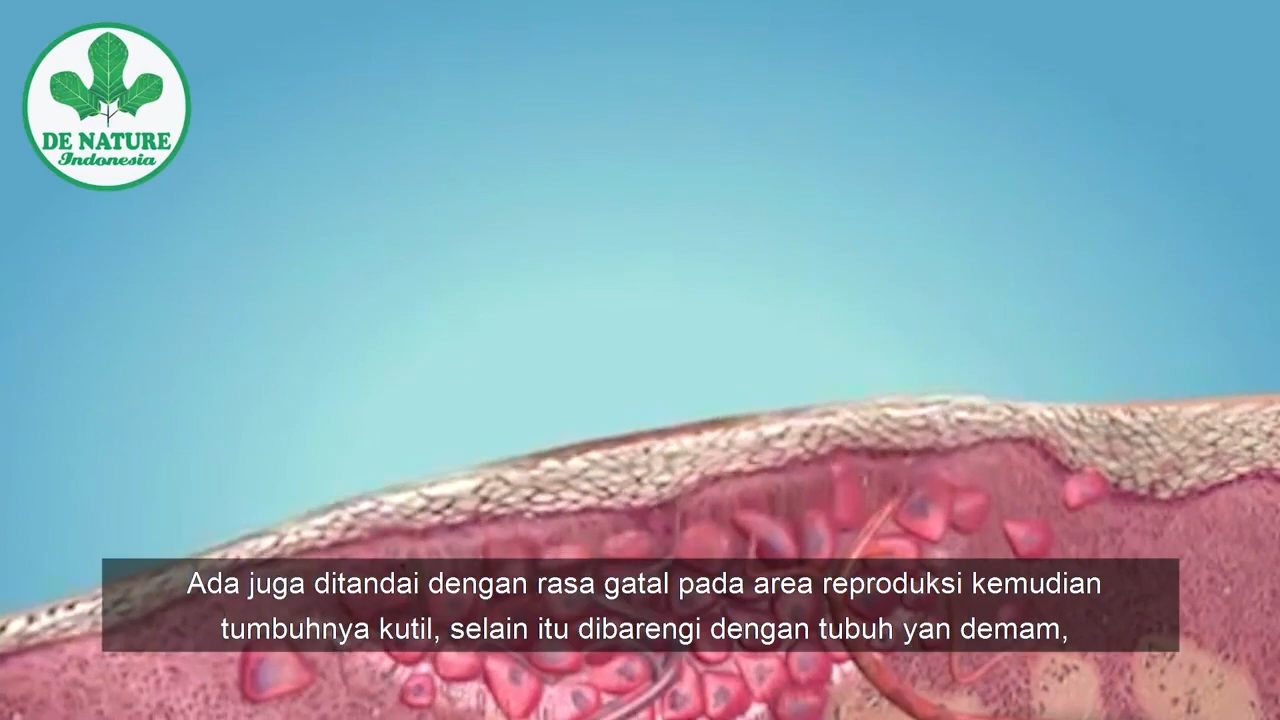 DE NATURE
Indonesia
Ada juga ditandai dengan rasa gatal pada area reproduksi kemudian
tumbuhnya kutil, selain itu dibarengi dengan tubuh yan demam,